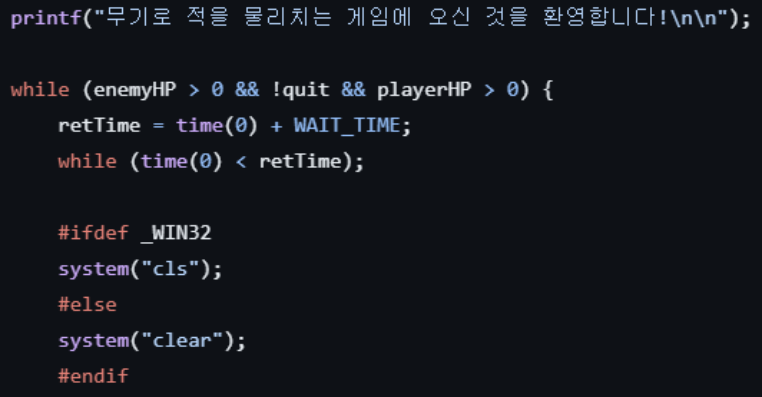 printf("무기로 적을 물리치는 게임에 오신 것을 환영합니다!\n\n");
while (enemyHP > 0 && !quit && playerHP > 0) {
retTime = time(0) + WAIT_TIME;
while (time(0) < retTime);
#ifdef _WIN32
system("cls");
#else
system("clear");
#endif